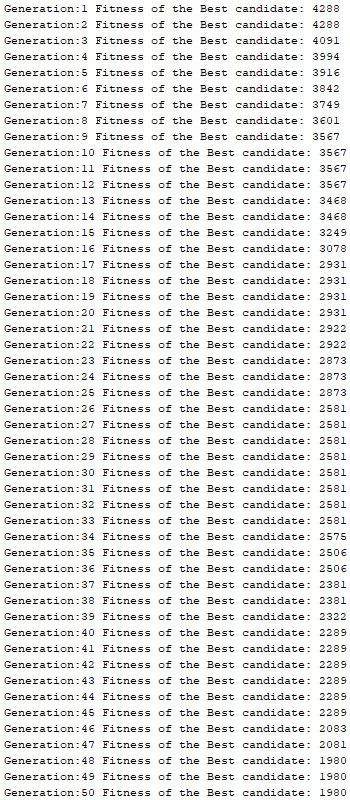 Generation:1 Fitness of the Best candidate: 4288
Generation:2 Fitness of the Best candidate: 4288
Generation:3 Fitness of the Best candidate: 4091
Generation:4 Fitness of the Best candidate: 3994
Generation:5 Fitness of the Best candidate: 3916
Generation:6 Fitness of the Best candidate: 3842
Generation:7 Fitness of the Best candidate: 3749
Generation:8 Fitness of the Best candidate: 3601
Generation:9 Fitness of the Best candidate: 3567
Generation:10 Fitness of the Best candidate: 3567
Generation:11 Fitness of the Best candidate: 3567
Generation:12 Fitness of the Best candidate: 3567
Generation:13 Fitness of the Best candidate: 3468
Generation:14 Fitness of the Best candidate: 3468
Generation:15 Fitness of the Best candidate: 3249
Generation:16 Fitness of the Best candidate: 3078
Generation:17 Fitness of the Best candidate: 2931
Generation:18 Fitness of the Best candidate: 2931
Generation:19 Fitness of the Best candidate: 2931
Generation:20 Fitness of the Best candidate: 2931
Generation:21 Fitness of the Best candidate: 2922
Generation:22 Fitness of the Best candidate: 2922
Generation:23 Fitness of the Best candidate: 2873
Generation:24 Fitness of the Best candidate: 2873
Generation:25 Fitness of the Best candidate: 2873
Generation:26 Fitness of the Best candidate: 2581
Generation:27 Fitness of the Best candidate: 2581
Generation:28 Fitness of the Best candidate: 2581
Generation:29 Fitness of the Best candidate: 2581
Generation:30 Fitness of the Best candidate: 2581
Generation:31 Fitness of the Best candidate: 2581
Generation:32 Fitness of the Best candidate: 2581
Generation:33 Fitness of the Best candidate: 2581
Generation:34 Fitness of the Best candidate: 2575
Generation:35 Fitness of the Best candidate: 2506
Generation:36 Fitness of the Best candidate: 2506
Generation:37 Fitness of the Best candidate: 2381
Generation:38 Fitness of the Best candidate: 2381
Generation:39 Fitness of the Best candidate: 2322
Generation:40 Fitness of the Best candidate: 2289
Generation:41 Fitness of the Best candidate: 2289
Generation:42 Fitness of the Best candidate: 2289
Generation:43 Fitness of the Best candidate: 2289
Generation:44 Fitness of the Best candidate: 2289
Generation:45 Fitness of the Best candidate: 2289
Generation:46 Fitness of the Best candidate: 2083
Generation:47 Fitness of the Best candidate: 2081
Generation:48 Fitness of the Best candidate: 1980
Generation:49 Fitness of the Best candidate: 1980
Generation:50 Fitness of the Best candidate: 1980